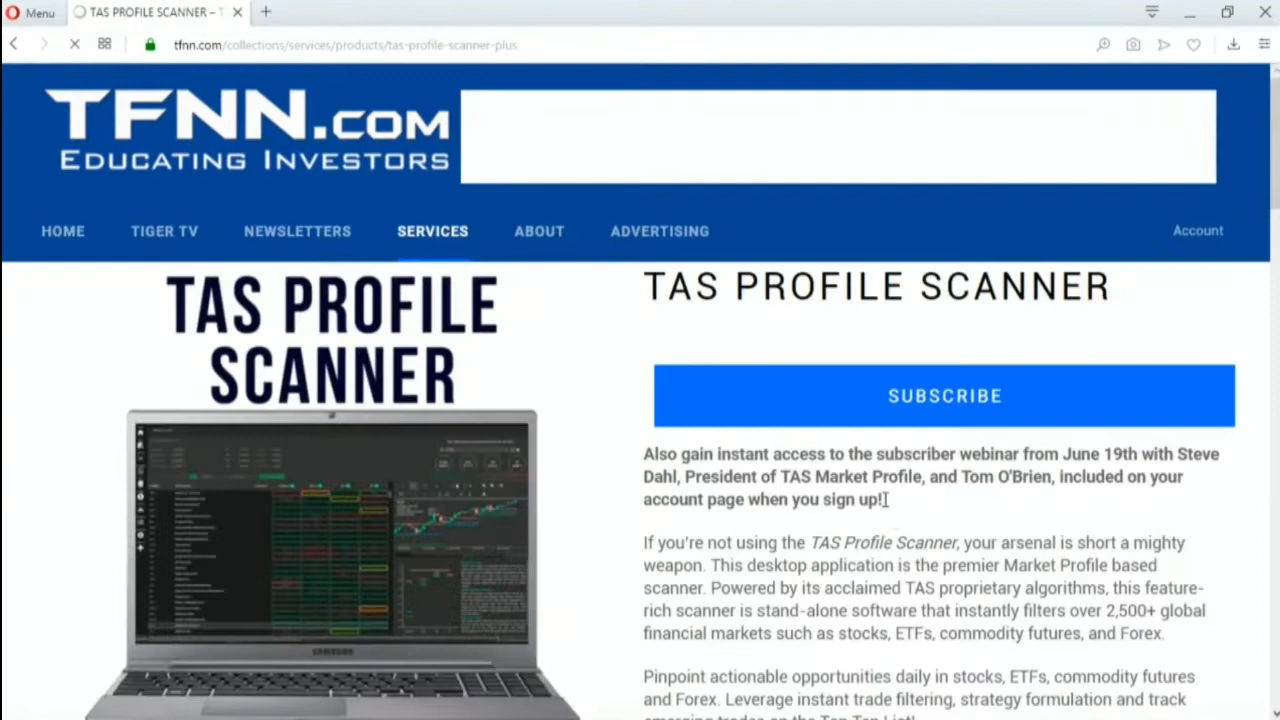 Menu
TAS PROFILE SCANNER – T
tfnn.com/collections/services/products/tas-profile-scanner-plus
TFNN.COM
EDUCATING INVESTORS
HOME TIGER TV NEWSLETTERS SERVICES ABOUT ADVERTISING Account
TAS PROFILE
SCANNER
SAMSUNG
TAS PROFILE SCANNER
SUBSCRIBE
Also gain instant access to the subscriber webinar from June 19th with Steve
Dahl, President of TAS Market Profile, and Tom O'Brien, included on your
account page when you sign up!
If you're not using the TAS Profile Scanner, your arsenal is short a mighty
weapon. This desktop application is the premier Market Profile based
scanner. Powered by its acclaimed TAS proprietary algorithms, this feature-
rich scanner is stand-alone software that instantly filters over 2,500+ global
financial markets such as stocks, ETFs, commodity futures, and Forex.
Pinpoint actionable opportunities daily in stocks, ETFs, commodity futures
and Forex. Leverage instant trade filtering, strategy formulation and track
emerging trades on the Top Ten List!